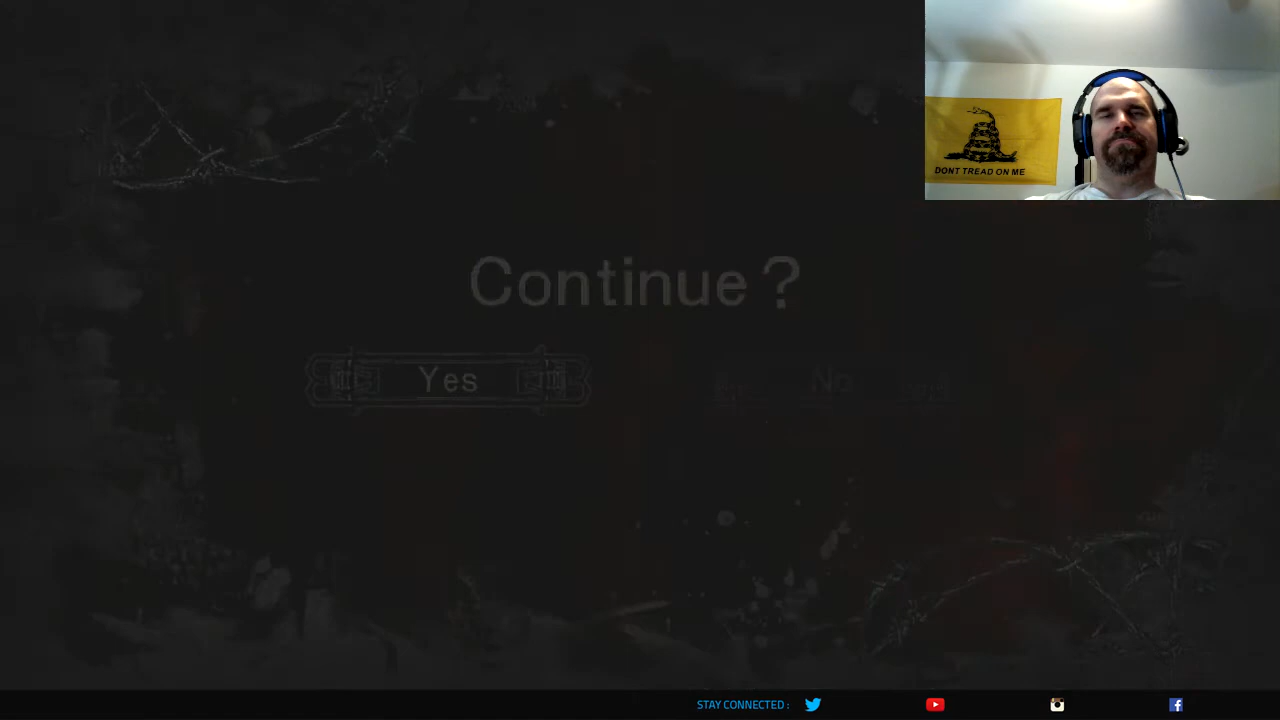 DONT TREAD ON ME
Continue?
Yes
No
STAY CONNECTED :